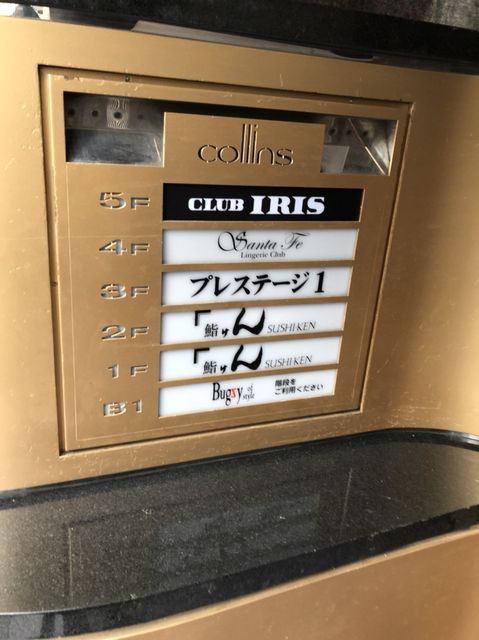 collins
5F CLUB IRIS
4F Santa Fe
Lingerie Club
3F プレステージ1
2F 「鮨けん SUSHI-KEN
1F 「鮨けん SUSHI-KEN
B1 Bugsy of style 階段を
ご利用ください